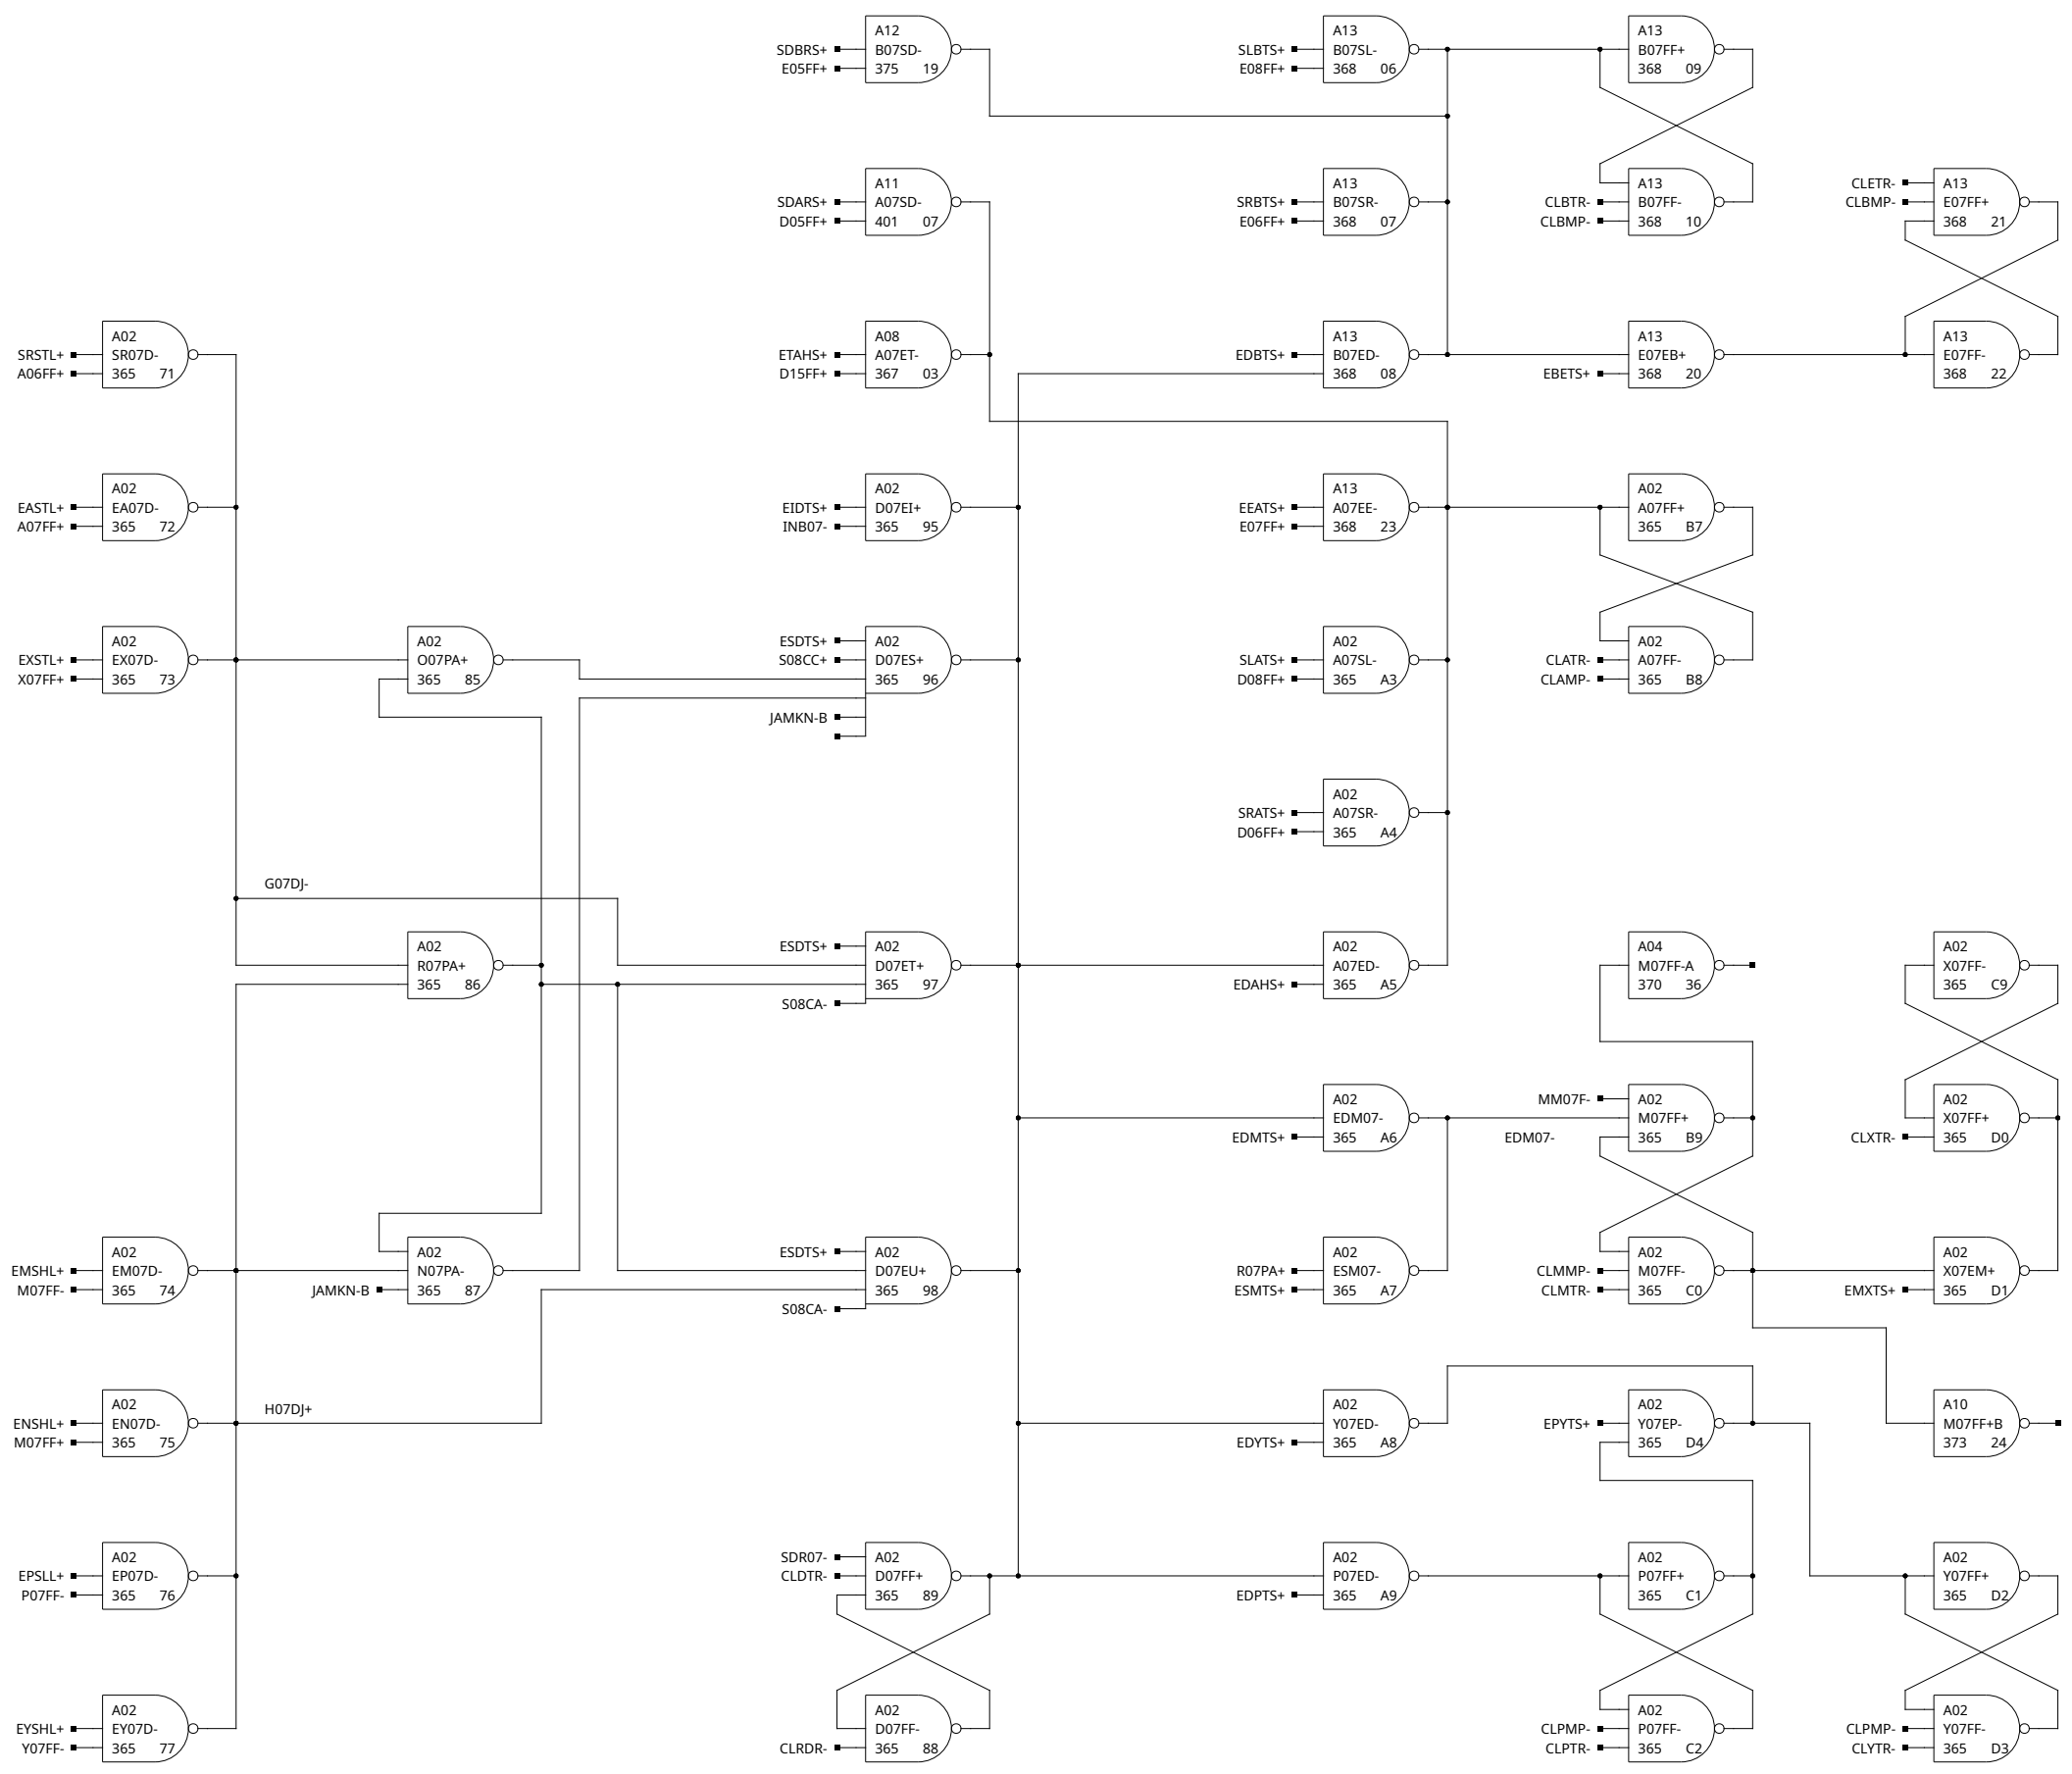 A12
SDBRS+ B07SD-
E05FF+ 375 19
A13
SLBTS+ B07SL-
E08FF+ 368 06
A13
B07FF+
368 09
A11
SDARS+ A07SD-
D05FF+ 401 07
A13
SRBTS+ B07SR-
E06FF+ 368 07
A13
CLBTR- B07FF-
CLBMP- 368 10
CLETR- A13
CLBMP- E07FF+
368 21
A02
SRSTL+ SR07D-
A06FF+ 365 71
A08
ETAHS+ A07ET-
D15FF+ 367 03
A13
EDBTS+ B07ED-
368 08
A13
E07EB+
EBETS+ 368 20
A13
E07FF-
368 22
A02
EASTL+ EA07D-
A07FF+ 365 72
A02
EIDTS+ D07EI+
INB07- 365 95
A13
EEATS+ A07EE-
E07FF+ 368 23
A02
A07FF+
365 B7
A02
EXSTL+ EX07D-
X07FF+ 365 73
A02
O07PA+
365 85
ESDTS+ A02
S08CC+ D07ES+
365 96
JAMKN-B
A02
SLATS+ A07SL-
D08FF+ 365 A3
A02
CLATR- A07FF-
CLAMP- 365 B8
A02
SRATS+ A07SR-
D06FF+ 365 A4
G07DJ-
A02
R07PA+
365 86
ESDTS+ A02
D07ET+
365 97
S08CA-
A02
A07ED-
EDAHS+ 365 A5
A04
M07FF-A
370 36
A02
X07FF-
365 C9
A02
EDM07-
EDMTS+ 365 A6
MM07F- A02
M07FF+
EDM07- 365 B9
A02
X07FF+
CLXTR- 365 D0
A02
EMSHL+ EM07D-
M07FF- 365 74
A02
N07PA-
JAMKN-B 365 87
ESDTS+ A02
D07EU+
365 98
S08CA-
A02
R07PA+ ESM07-
ESMTS+ 365 A7
A02
CLMMP- M07FF-
CLMTR- 365 C0
A02
X07EM+
EMXTS+ 365 D1
A02
ENSHL+ EN07D-
M07FF+ 365 75
H07DJ+
A02
Y07ED-
EDYTS+ 365 A8
A02
EPYTS+ Y07EP-
365 D4
A10
M07FF+B
373 24
A02
EPSLL+ EP07D-
P07FF- 365 76
SDR07- A02
CLDTR- D07FF+
365 89
A02
P07ED-
EDPTS+ 365 A9
A02
P07FF+
365 C1
A02
Y07FF+
365 D2
A02
EYSHL+ EY07D-
Y07FF- 365 77
A02
D07FF-
CLRDR- 365 88
A02
CLPMP- P07FF-
CLPTR- 365 C2
A02
CLPMP- Y07FF-
CLYTR- 365 D3